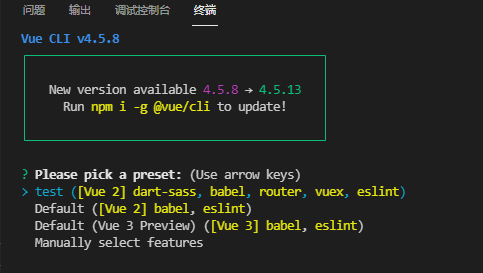 问题 输出 调试控制台 终端
Vue CLI v4.5.8
New version available 4.5.8 → 4.5.13
Run npm i -g @vue/cli to update!
? Please pick a preset: (Use arrow keys)
> test ([Vue 2] dart-sass, babel, router, vuex, eslint)
Default ([Vue 2] babel, eslint)
Default (Vue 3 Preview) ([Vue 3] babel, eslint)
Manually select features